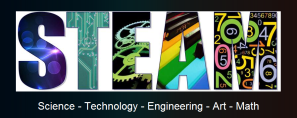 STEAM
Science - Technology - Engineering - Art - Math